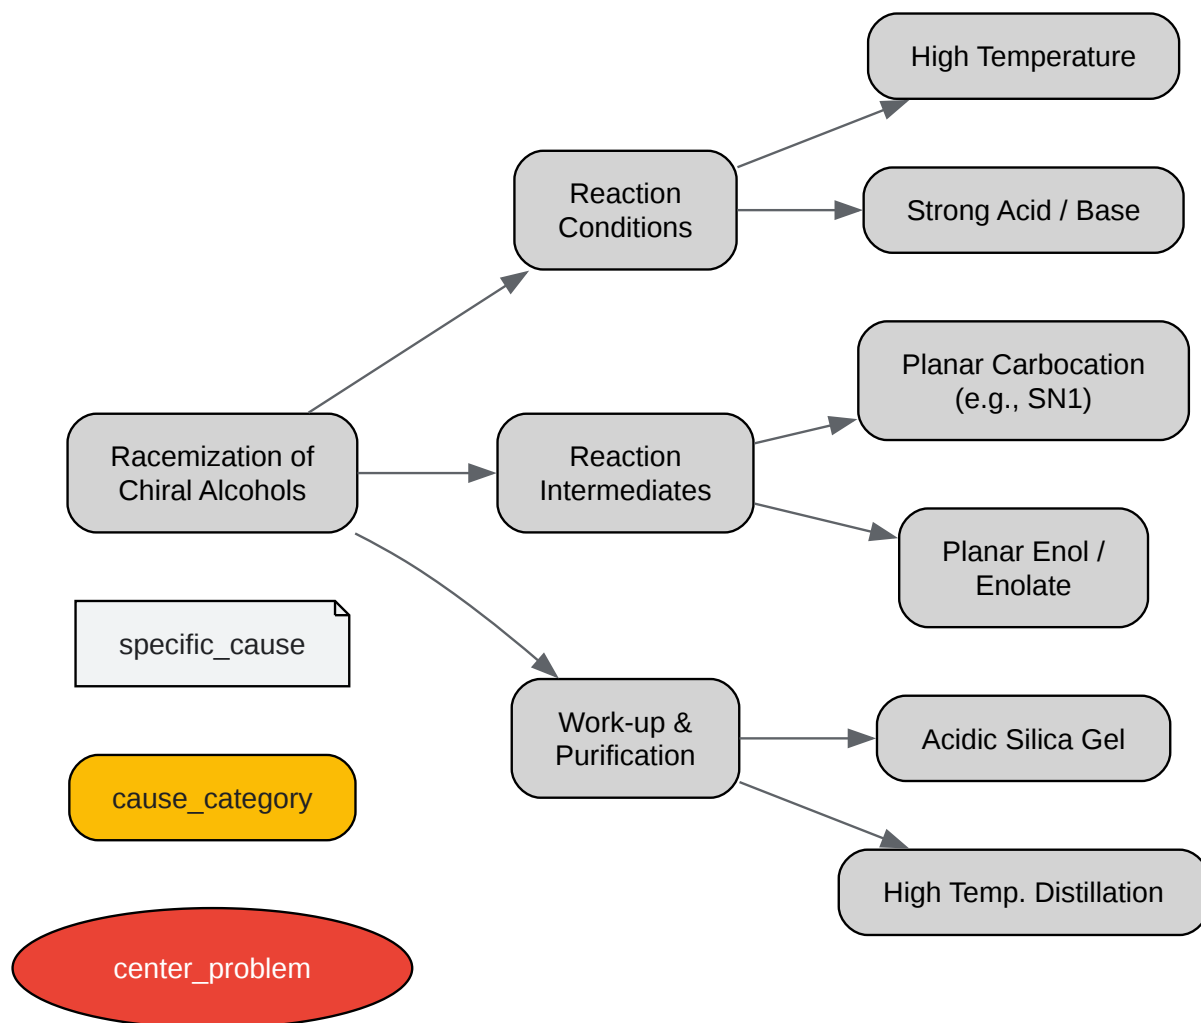 High Temperature
Reaction
Conditions
Strong Acid / Base
Planar Carbocation
(e.g., SN1)
Racemization of
Chiral Alcohols
Reaction
Intermediates
Planar Enol /
Enolate
specific_cause
Work-up &
Purification
Acidic Silica Gel
cause_category
High Temp. Distillation
center_problem